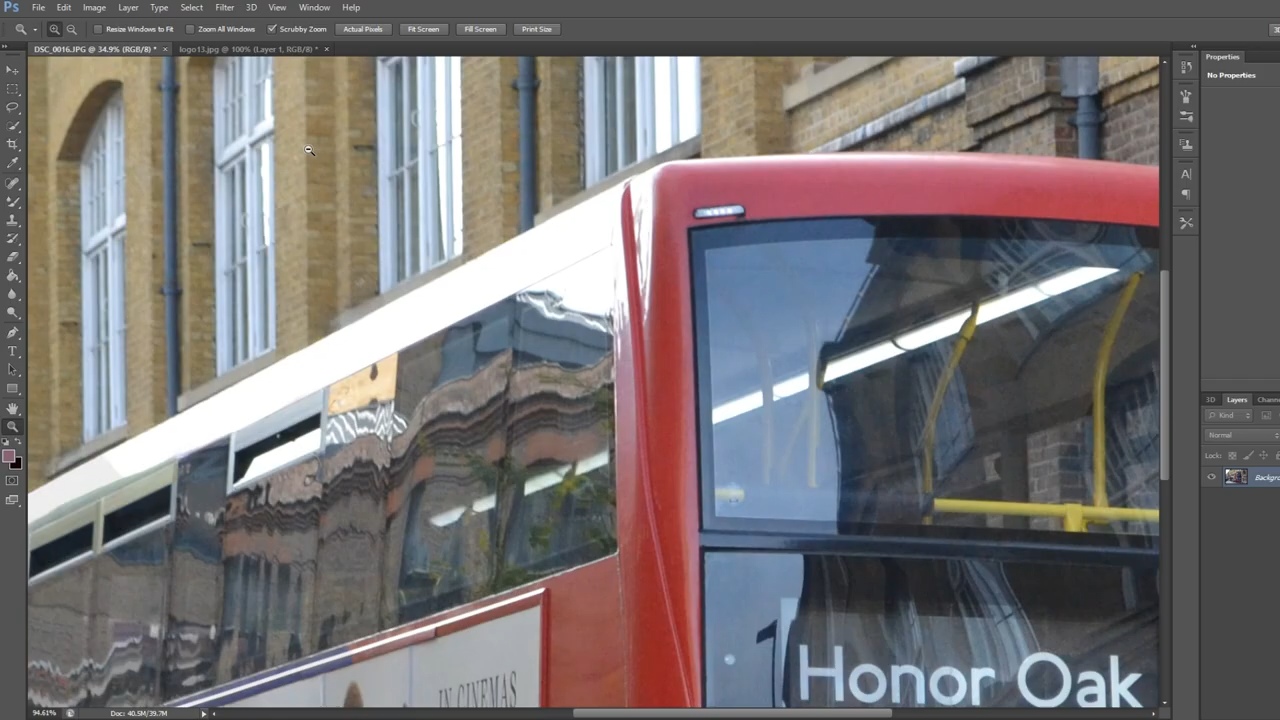 Ps File Edit Image Layer Type Select Filter 3D View Window Help
Resize Windows to Fit Zoom All Windows Scrubby Zoom Actual Pixels Fit Screen Fill Screen Print Size
DSC_0016.JPG @ 34.9% (RGB/8) * × logo13.jpg @ 100% (Layer 1, RGB/8) * ×
Properties
No Properties
3D Layers Channe
Kind
Normal
Lock:
Backgro
IN CINEMAS
Honor Oak
94.61% Doc: 40.5M/39.7M